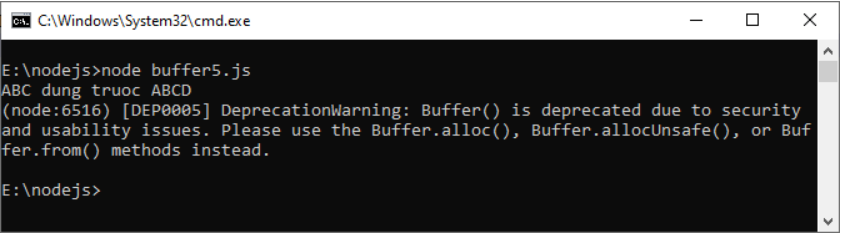 C:\Windows\System32\cmd.exe
E:\nodejs>node buffer5.js
ABC dung truoc ABCD
(node:6516) [DEP0005] DeprecationWarning: Buffer() is deprecated due to security
and usability issues. Please use the Buffer.alloc(), Buffer.allocUnsafe(), or Buf
fer.from() methods instead.
E:\nodejs>